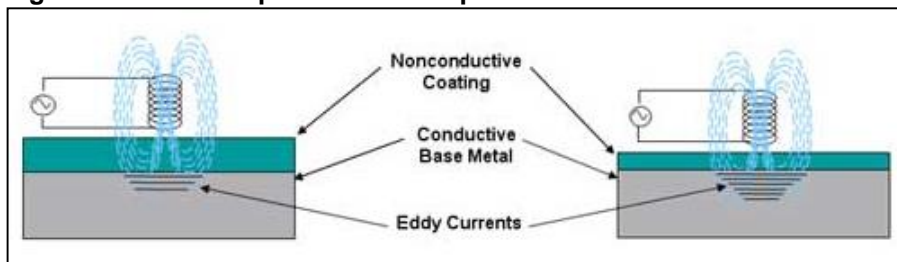 Nonconductive
Coating
Conductive
Base Metal
Eddy Currents